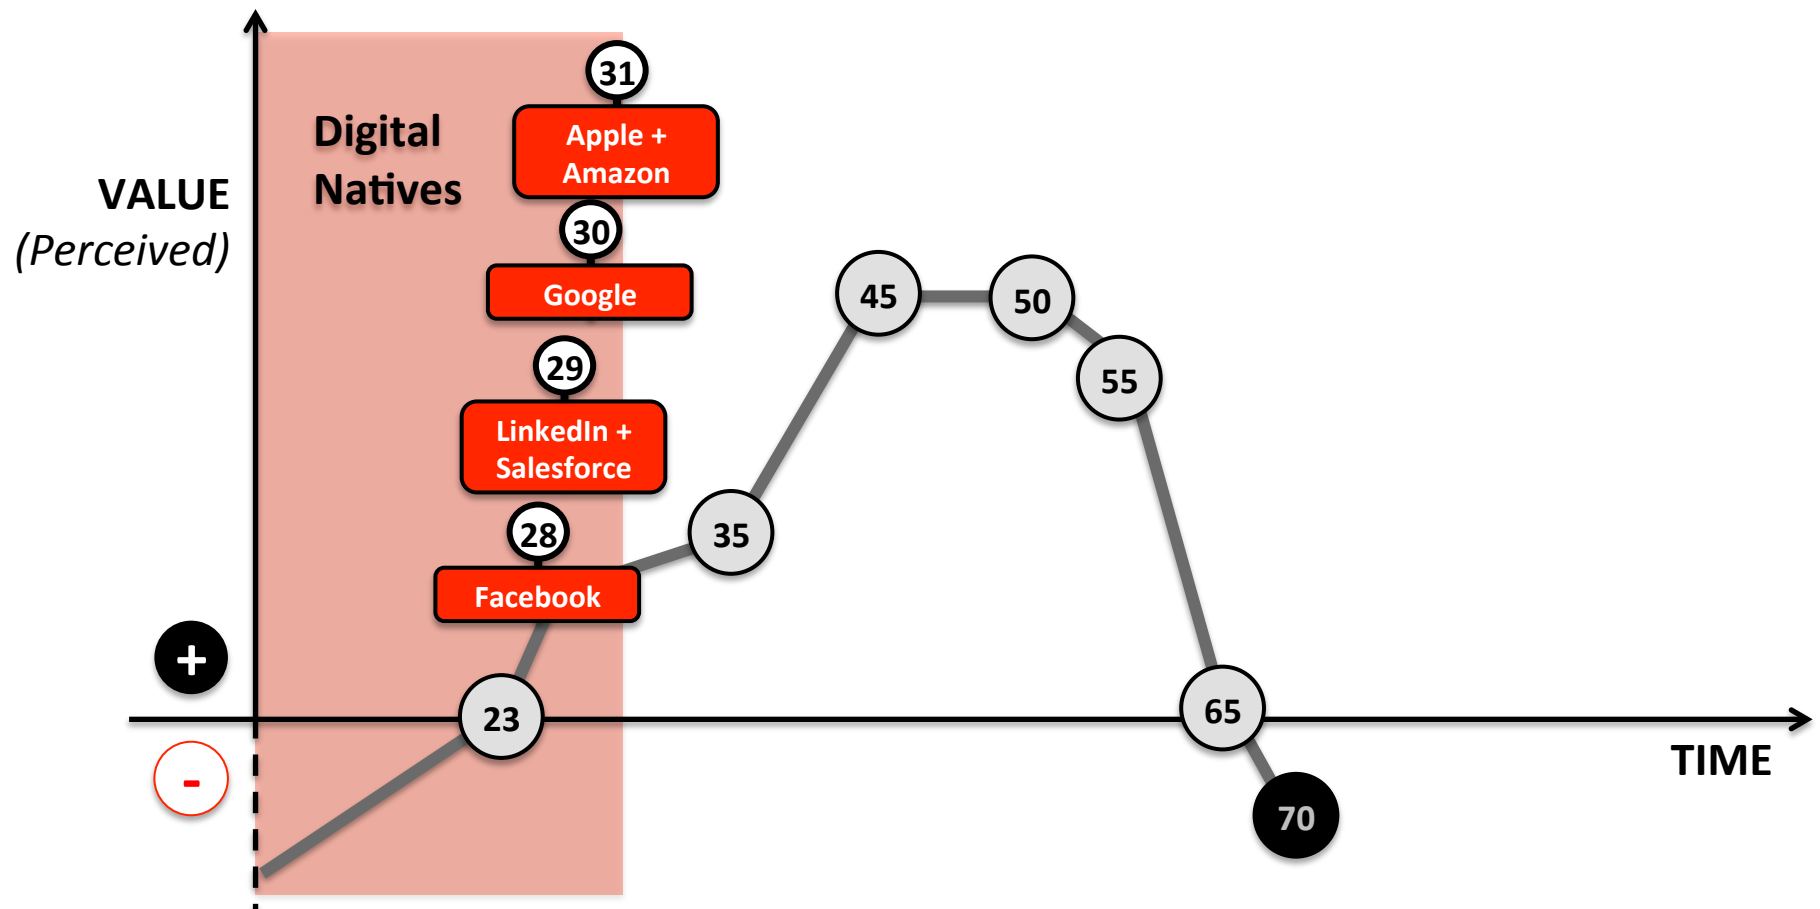 31
Apple +
Amazon
Digital
Natives
VALUE
(Perceived)
30
Google
45
50
29
55
LinkedIn +
Salesforce
28
35
Facebook
+
23
65
-
TIME
70